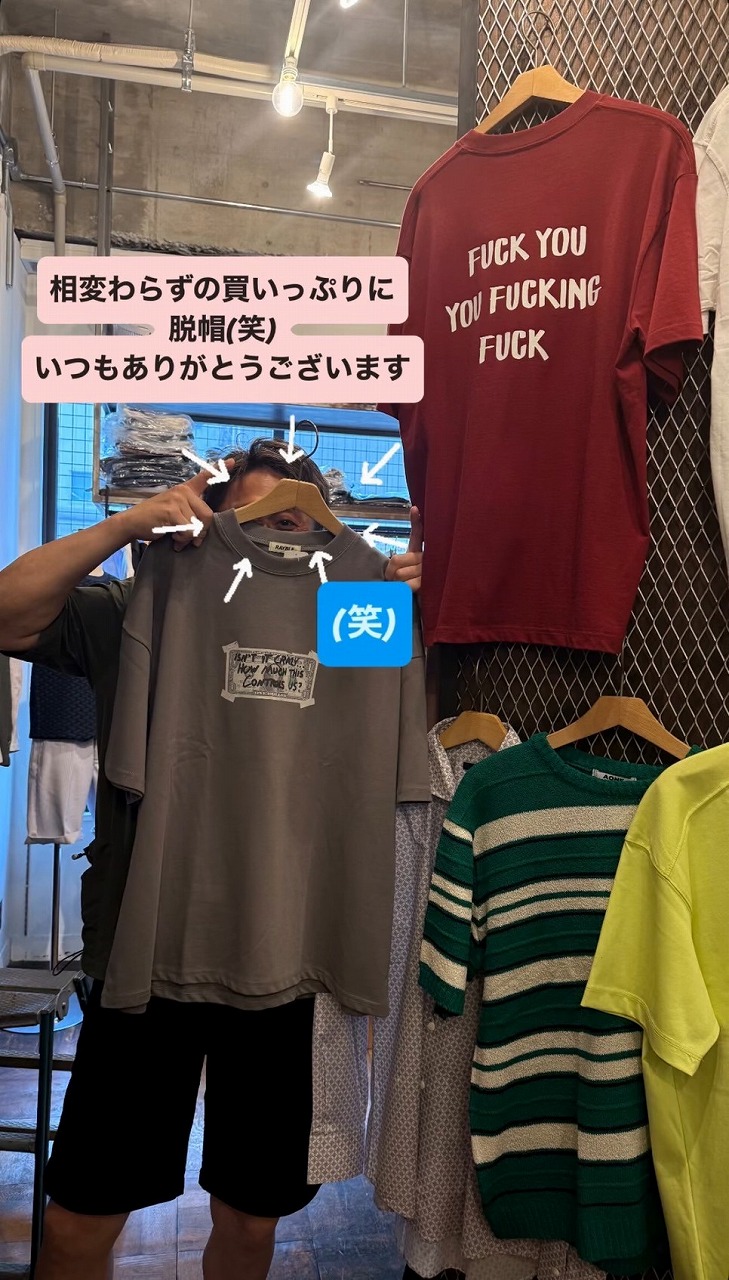 相変わらずの買いっぷりに
脱帽(笑)
いつもありがとうございます
FUCK YOU
YOU FUCKING
FUCK
(笑)
ISN'T IT CRAZY
HOW MUCH THIS
CONTROLS US?